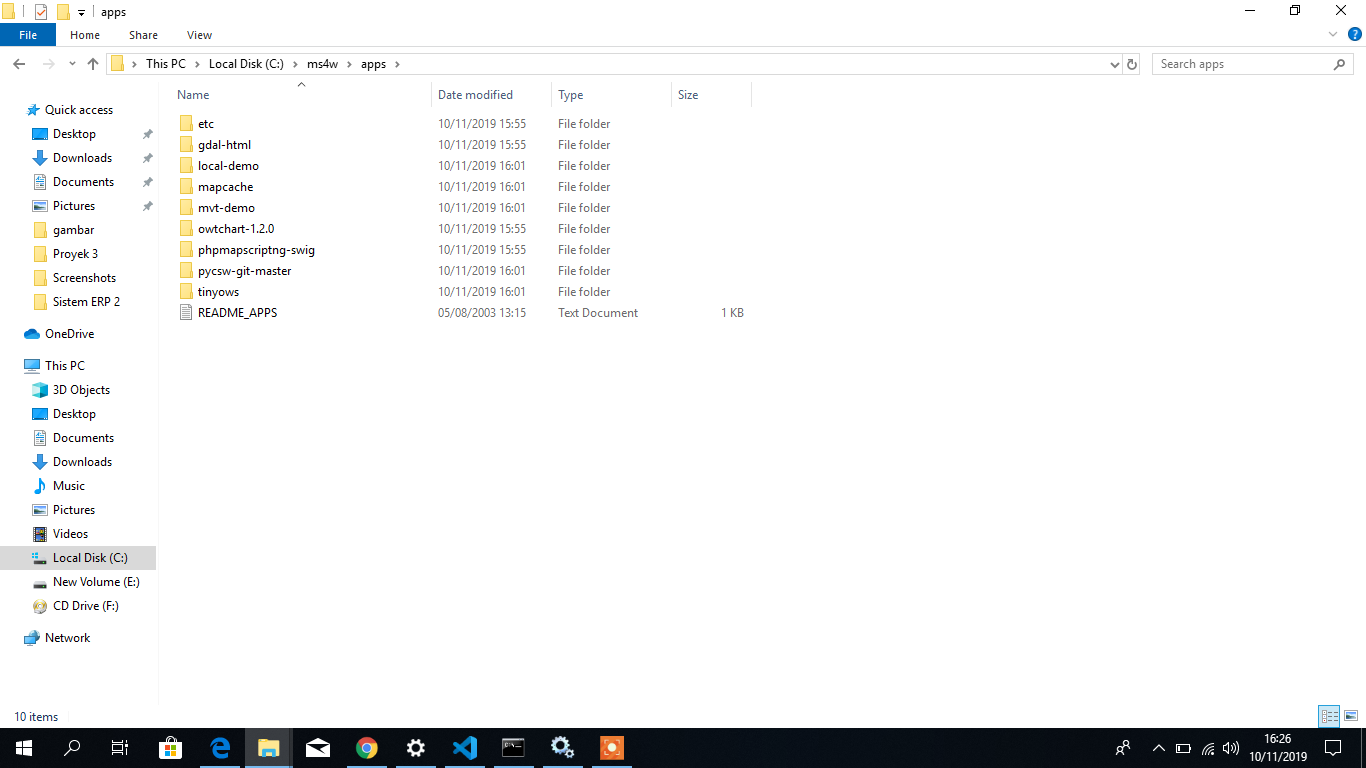 apps
File Home Share View
This PC Local Disk (C:) ms4w apps
Search apps
Name Date modified Type Size
etc 10/11/2019 15:55 File folder
gdal-html 10/11/2019 15:55 File folder
local-demo 10/11/2019 16:01 File folder
mapcache 10/11/2019 16:01 File folder
mvt-demo 10/11/2019 16:01 File folder
owtchart-1.2.0 10/11/2019 15:55 File folder
phpmapscriptng-swig 10/11/2019 15:55 File folder
pycsw-git-master 10/11/2019 16:01 File folder
tinyows 10/11/2019 16:01 File folder
README_APPS 05/08/2003 13:15 Text Document 1 KB
Quick access
Desktop
Downloads
Documents
Pictures
gambar
Proyek 3
Screenshots
Sistem ERP 2
OneDrive
This PC
3D Objects
Desktop
Documents
Downloads
Music
Pictures
Videos
Local Disk (C:)
New Volume (E:)
CD Drive (F:)
Network
10 items
16:26
10/11/2019